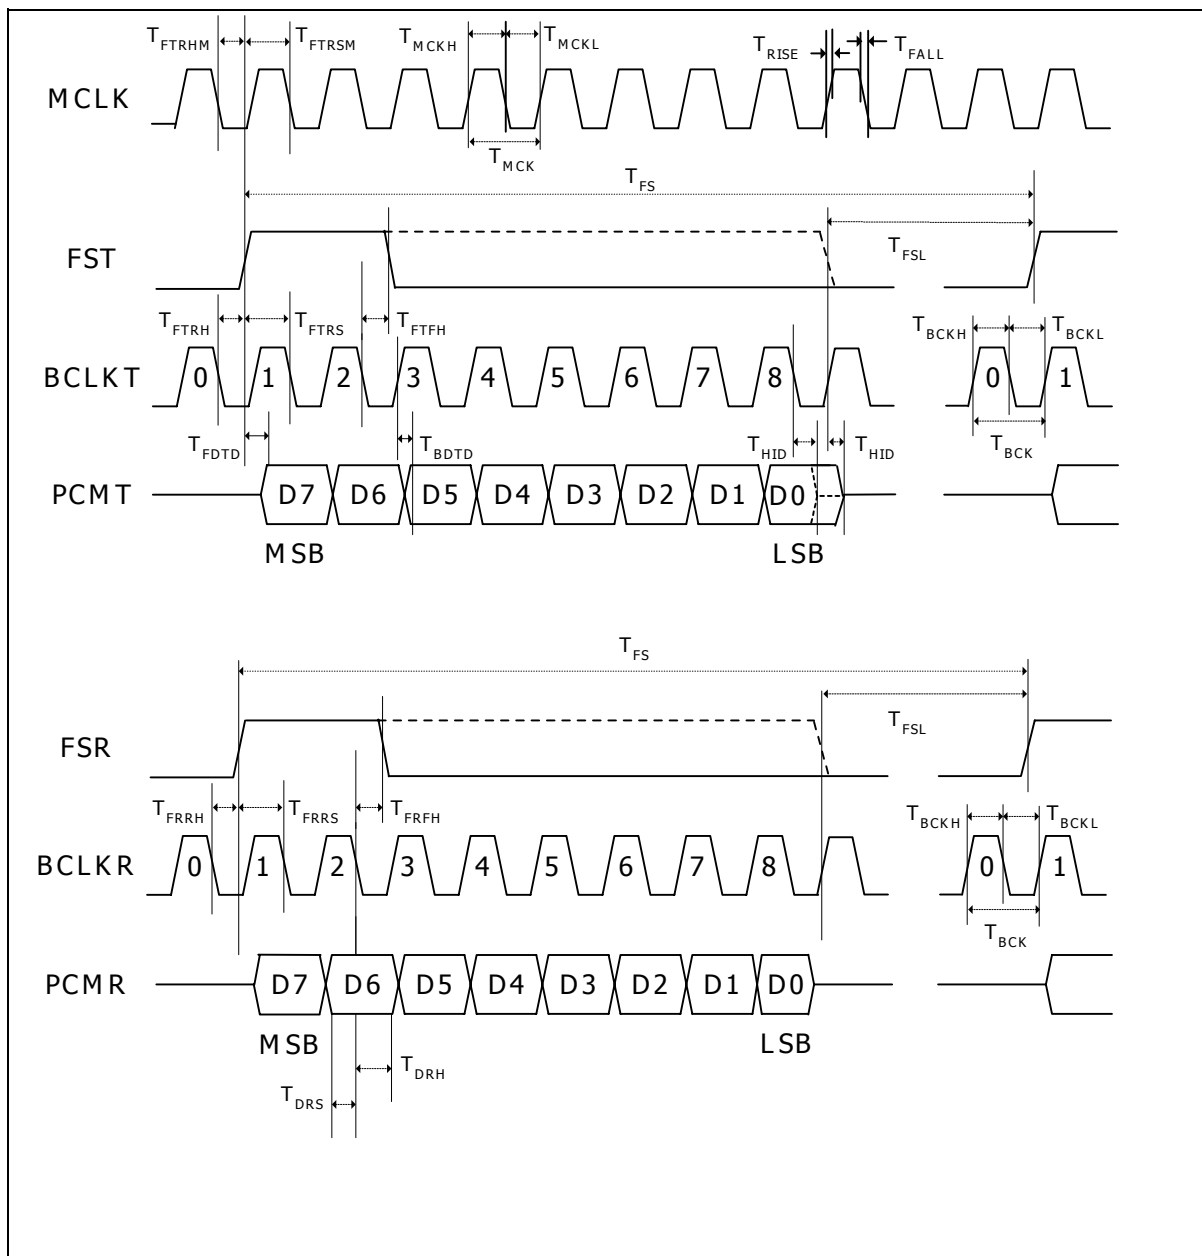 TFTRHM TFTRSM TMCKH TMCKL TRISE TFALL
MCLK
TMCK
TFS
FST TFSL
TFTRH TFTRS TFTFH TBCKH TBCKL
BCLKT 0 1 2 3 4 5 6 7 8 0 1
TFDTD TBDTD THID THID TBCK
PCMT D7 D6 D5 D4 D3 D2 D1 D0
MSB LSB
TFS
FSR TFSL
TFRRH TFRRS TFRFH TBCKH TBCKL
BCLKR 0 1 2 3 4 5 6 7 8 0 1
TBCK
PCMR D7 D6 D5 D4 D3 D2 D1 D0
MSB LSB
TDRH
TDRS